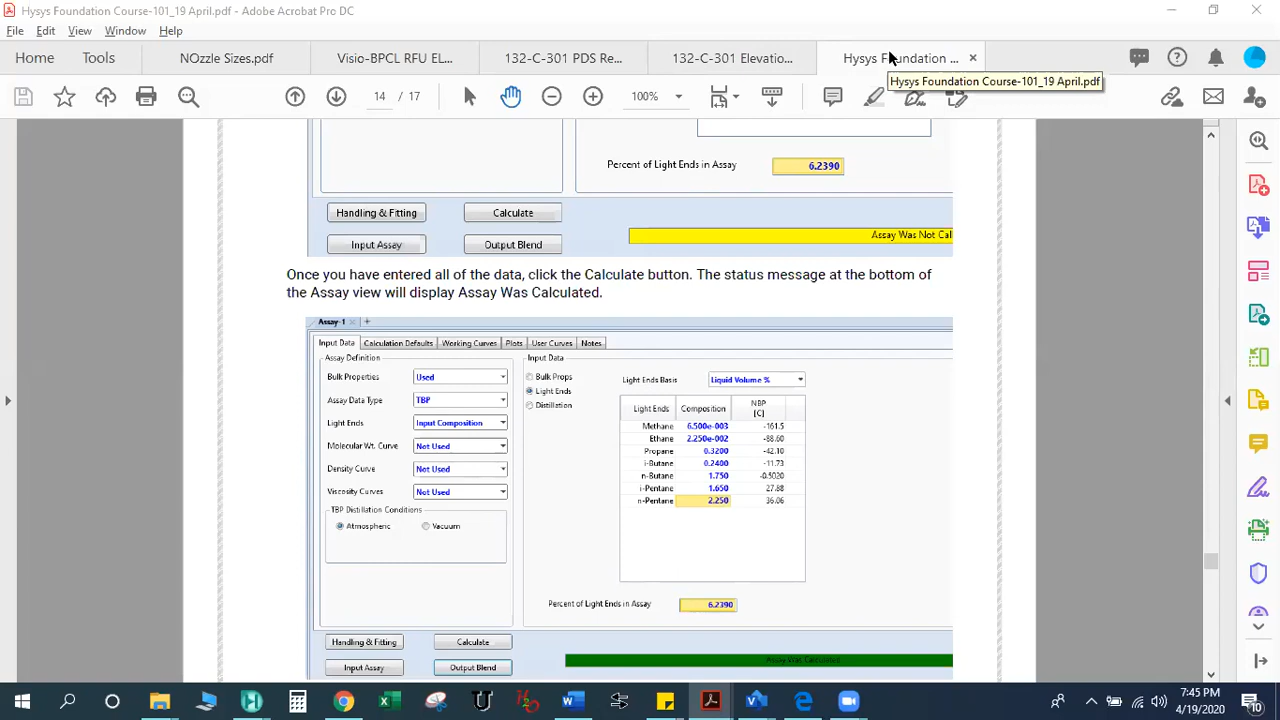 Hysys Foundation Course-101_19 April.pdf - Adobe Acrobat Pro DC
File Edit View Window Help
Home Tools NOzzle Sizes.pdf Visio-BPCL RFU EL... 132-C-301 PDS Re... 132-C-301 Elevatio... Hysys Foundation ...
Hysys Foundation Course-101_19 April.pdf
14 / 17 100%
Percent of Light Ends in Assay 6.2390
Handling & Fitting Calculate
Assay Was Not Cal
Input Assay Output Blend
Once you have entered all of the data, click the Calculate button. The status message at the bottom of
the Assay view will display Assay Was Calculated.
Assay-1 +
Input Data Calculation Defaults Working Curves Plots User Curves Notes
Assay Definition Input Data
Bulk Properties Used Bulk Props Light Ends Basis Liquid Volume %
Light Ends
Assay Data Type TBP Distillation Light Ends Composition NBP
[C]
Light Ends Input Composition Methane 6.500e-003 -161.5
Ethane 2.250e-002 -88.60
Molecular Wt. Curve Not Used Propane 0.3200 -42.10
i-Butane 0.2400 -11.73
Density Curve Not Used n-Butane 1.750 -0.5020
i-Pentane 1.650 27.88
Viscosity Curves Not Used n-Pentane 2.250 36.06
TBP Distillation Conditions
Atmospheric Vacuum
Percent of Light Ends in Assay 6.2390
Handling & Fitting Calculate
Assay Was Calculated
Input Assay Output Blend
7:45 PM
4/19/2020
10